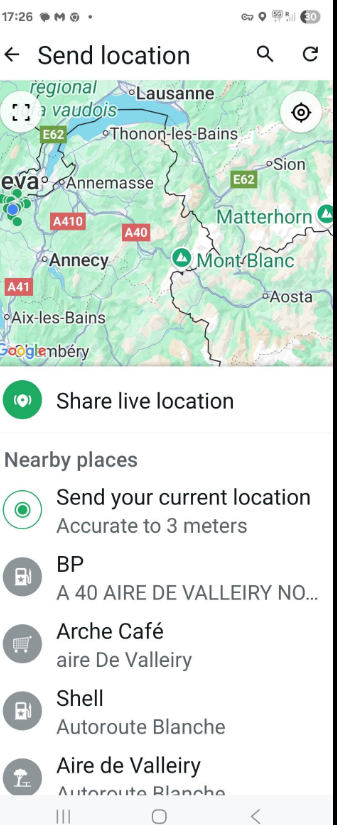 17:26
5G R 30
Send location
régional
Lausanne
a vaudois
E62
Thonon-les-Bains
Sion
eva
Annemasse
E62
Matterhorn
A410
A40
Annecy
Mont Blanc
A41
Aosta
Aix-les-Bains
Google mbéry
Share live location
Nearby places
Send your current location
Accurate to 3 meters
BP
A 40 AIRE DE VALLEIRY NO...
Arche Café
aire De Valleiry
Shell
Autoroute Blanche
Aire de Valleiry
Autoroute Blanche